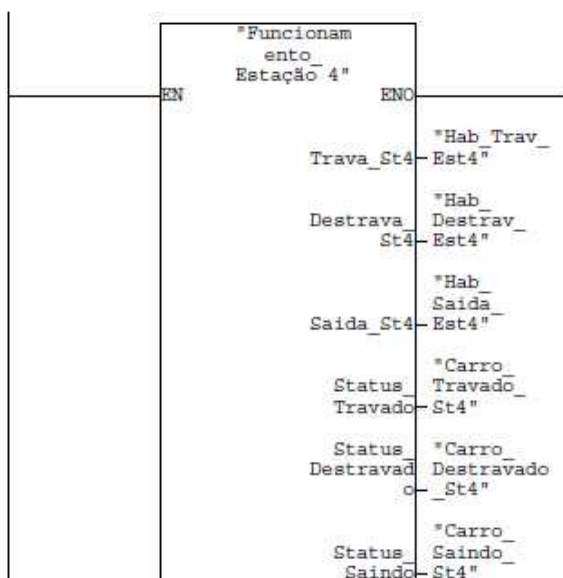 "Funcionam
ento_
Estação 4"
EN ENO
"Hab_Trav_
Trava_St4 Est4"
"Hab_
Destrava_ Destrav_
St4 Est4"
"Hab_
Saida_
Saida_St4 Est4"
"Carro_
Status_ Travado_
Travado St4"
Status_ "Carro_
Destravad Destravado
o _St4"
"Carro_
Status_ Saindo_
Saindo St4"